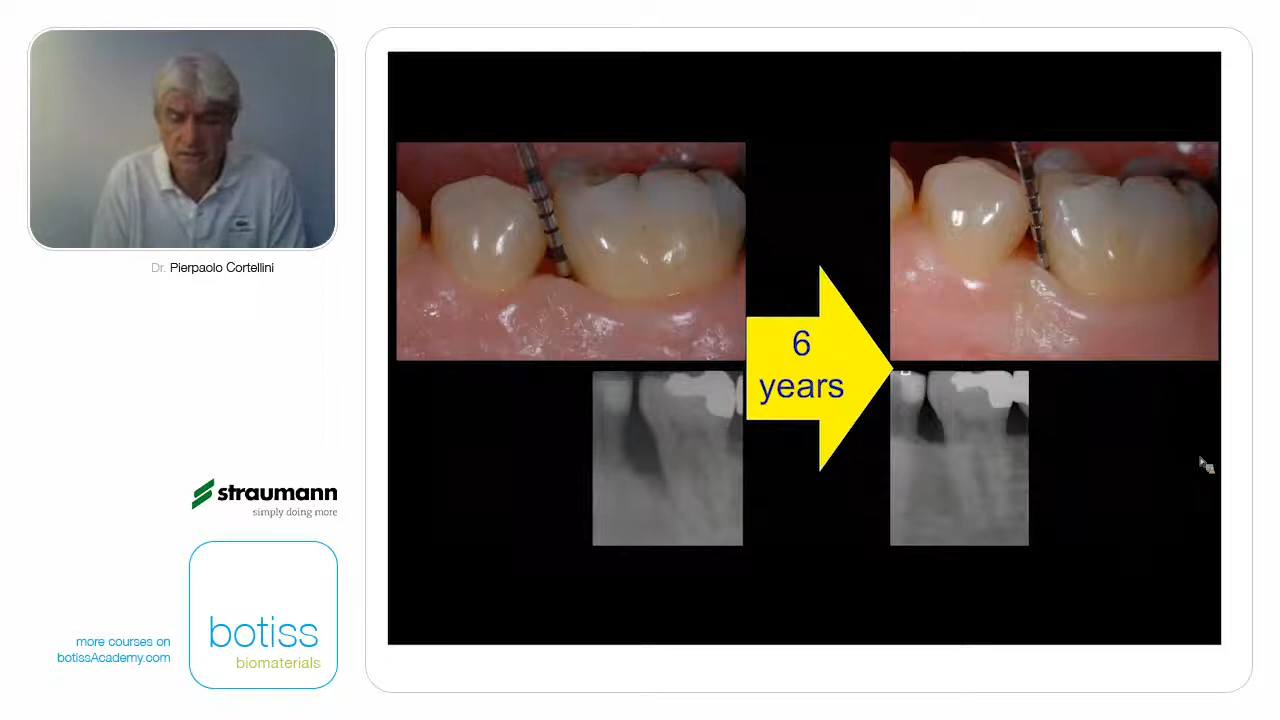 Dr. Pierpaolo Cortellini
straumann
simply doing more
botiss
biomaterials
more courses on
botissAcademy.com
6
years